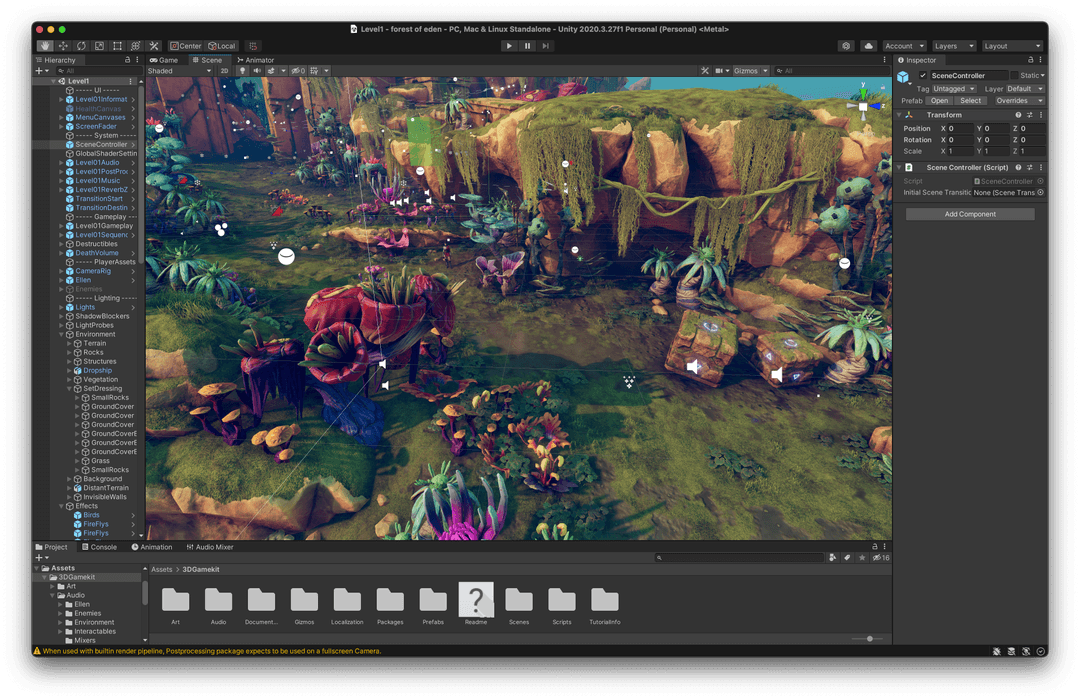 Level1 - forest of eden - PC, Mac & Linux Standalone - Unity 2020.3.27f1 Personal (Personal) <Metal>
Center Local Account Layers Layout
Hierarchy
All
Level1
----- UI -----
Level01Informat
HealthCanvas
MenuCanvases
ScreenFader
----- System -----
SceneController
GlobalShaderSettin
Level01Audio
Level01PostProc
Level01Music
Level01ReverbZ
TransitionStart
TransitionDestin
----- Gameplay ----
Level01Gameplay
Level01Sequenc
Destructibles
DeathVolume
----- PlayerAssets
CameraRig
Ellen
Enemies
----- Lighting ----
Lights
ShadowBlockers
LightProbes
Environment
Terrain
Rocks
Structures
Dropship
Vegetation
SetDressing
SmallRocks
GroundCover
GroundCover
GroundCover
GroundCoverE
GroundCoverE
GroundCoverE
Grass
SmallRocks
Background
DistantTerrain
InvisibleWalls
Effects
Birds
FireFlys
FireFlys
Game Scene Animator
Shaded 2D 0 Gizmos All
y
z
Inspector
SceneController Static
Tag Untagged Layer Default
Prefab Open Select Overrides
Transform
Position X 0 Y 0 Z 0
Rotation X 0 Y 0 Z 0
Scale X 1 Y 1 Z 1
Scene Controller (Script)
Script SceneController
Initial Scene Transitio None (Scene Trans
Add Component
Project Console Animation Audio Mixer
16
Assets
3DGamekit
Art
Audio
Ellen
Enemies
Environment
Interactables
Mixers
Assets > 3DGamekit
?
Art Audio Document... Gizmos Localization Packages Prefabs Readme Scenes Scripts TutorialInfo
When used with builtin render pipeline, Postprocessing package expects to be used on a fullscreen Camera.